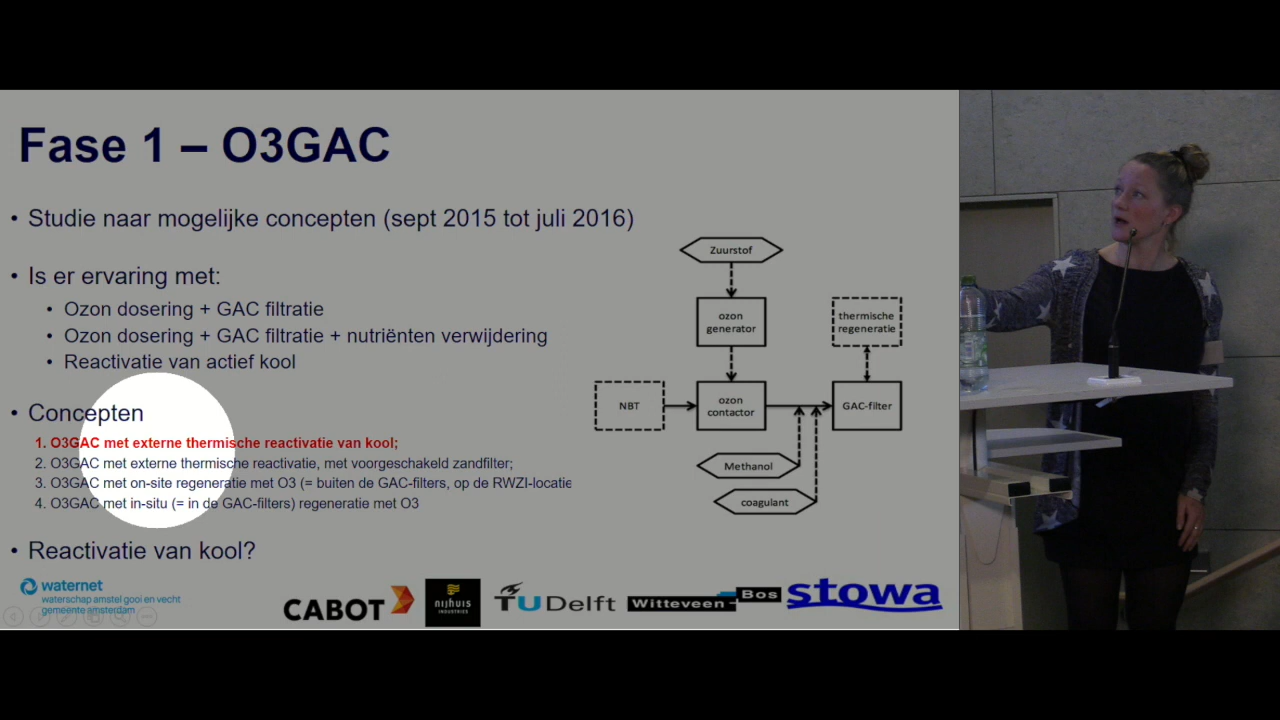 Fase 1 – O3GAC
• Studie naar mogelijke concepten (sept 2015 tot juli 2016)
• Is er ervaring met:
• Ozon dosering + GAC filtratie
• Ozon dosering + GAC filtratie + nutriënten verwijdering
• Reactivatie van actief kool
• Concepten
1. O3GAC met externe thermische reactivatie van kool;
2. O3GAC met externe thermische reactivatie, met voorgeschakeld zandfilter;
3. O3GAC met on-site regeneratie met O3 (= buiten de GAC-filters, op de RWZI-locatie
4. O3GAC met in-situ (= in de GAC-filters) regeneratie met O3
• Reactivatie van kool?
Zuurstof
ozon
generator
thermische
regeneratie
NBT
ozon
contactor
GAC-filter
Methanol
coagulant
waternet
waterschap amstel gooi en vecht
gemeente amsterdam
CABOT
NIJHUIS
INDUSTRIES
TU Delft
Witteveen
Bos
stowa